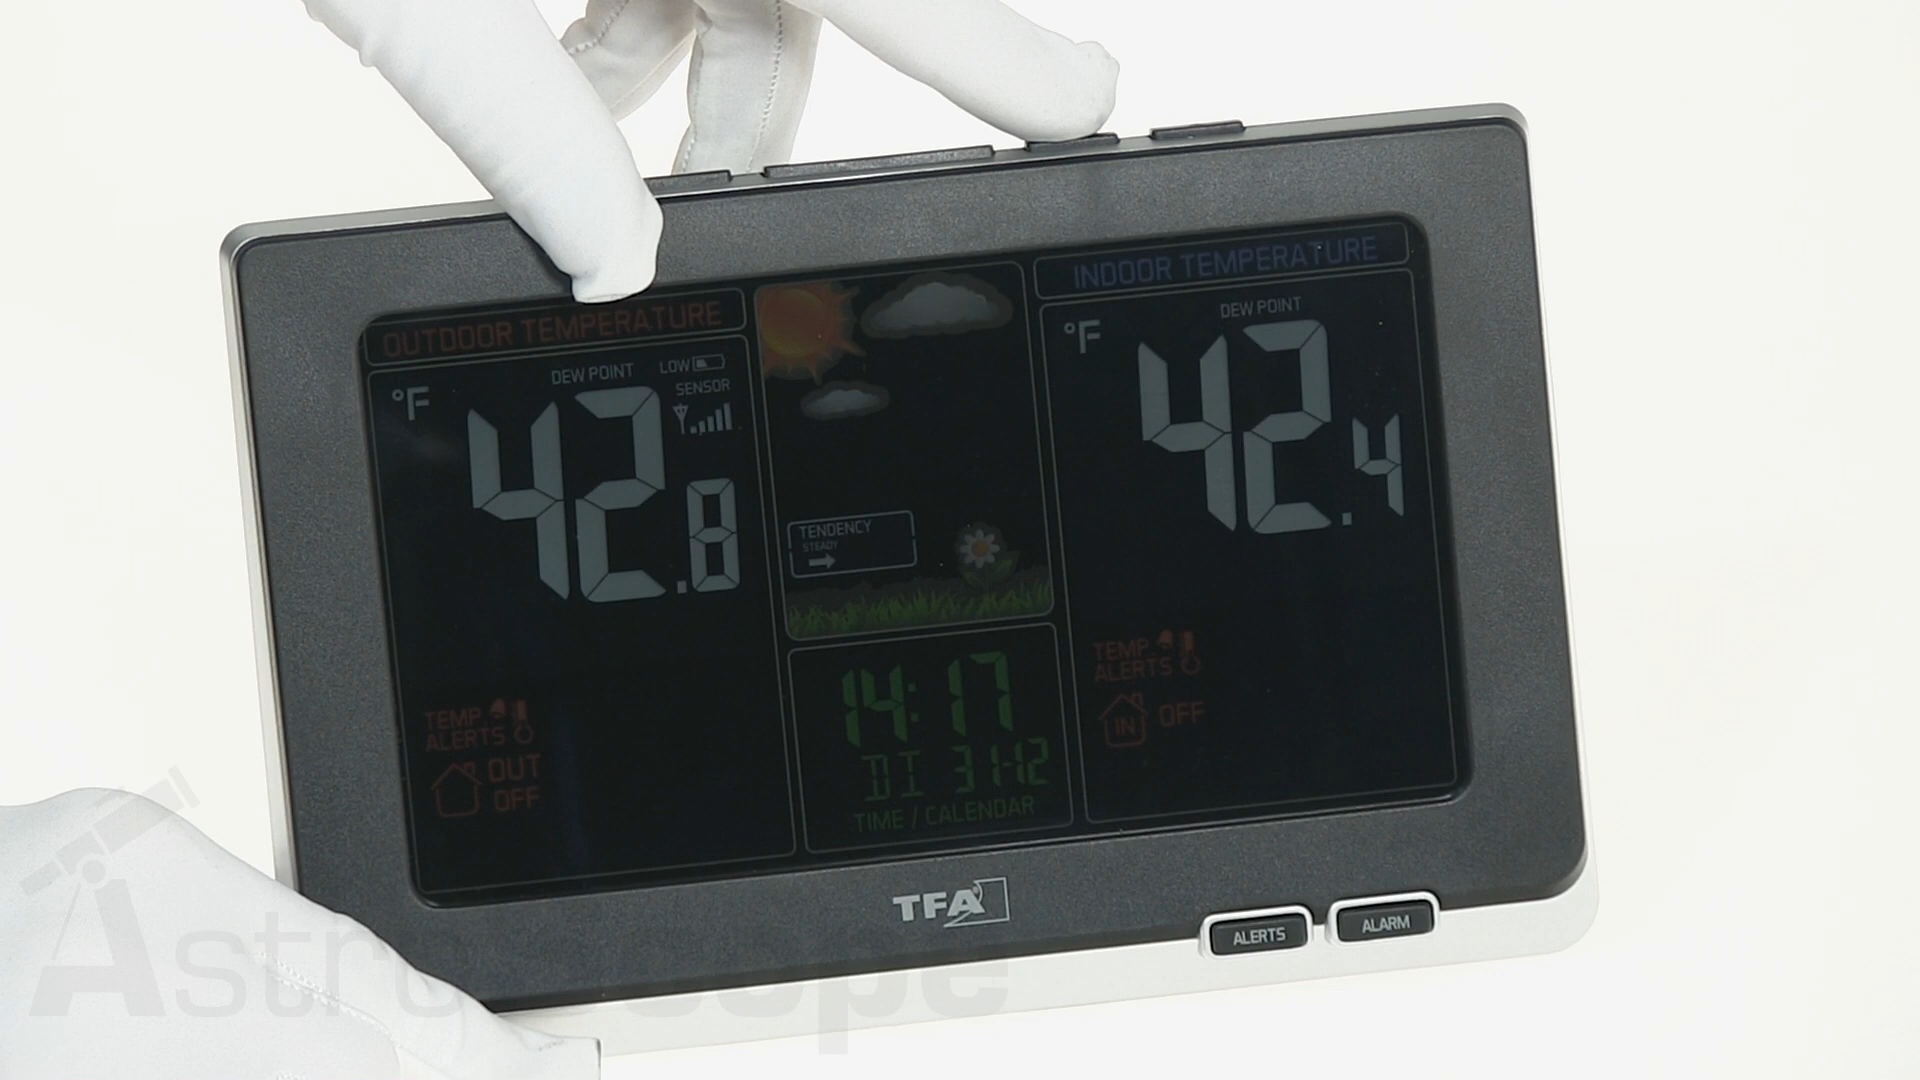 OUTDOOR TEMPERATURE
DEW POINT
LOW
SENSOR
°F
42.8
TEMP.
ALERTS
OUT
OFF
TENDENCY
STEADY
14:17
DI 31-12
TIME / CALENDAR
INDOOR TEMPERATURE
DEW POINT
°F
42.4
TEMP.
ALERTS
IN OFF
TFA
ALERTS
ALARM